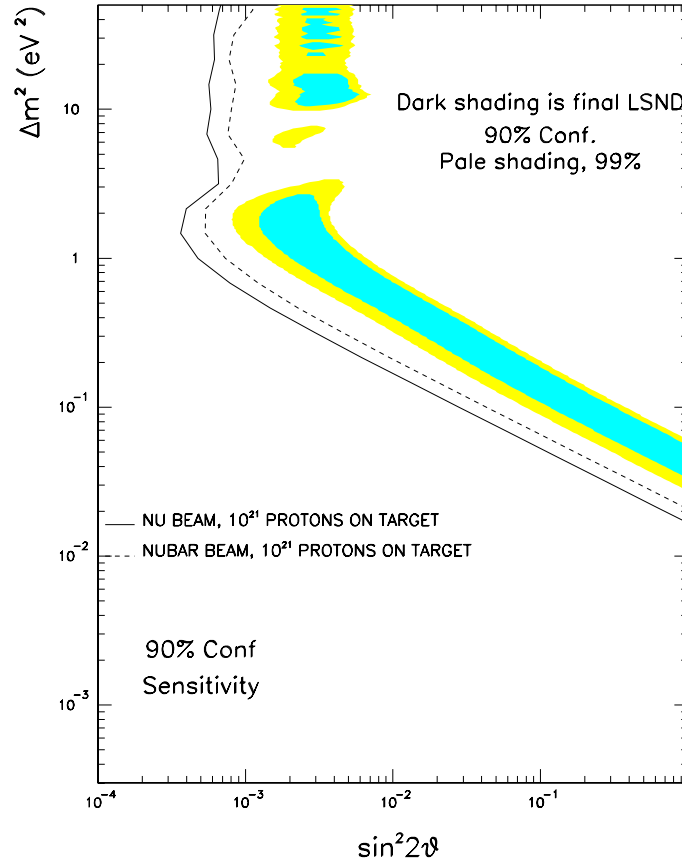 Δm² (eV²)
10
1
10⁻¹
10⁻²
10⁻³
Dark shading is final LSND
90% Conf.
Pale shading, 99%
NU BEAM, 10²¹ PROTONS ON TARGET
NUBAR BEAM, 10²¹ PROTONS ON TARGET
90% Conf
Sensitivity
10⁻⁴ 10⁻³ 10⁻² 10⁻¹
sin²2ϑ